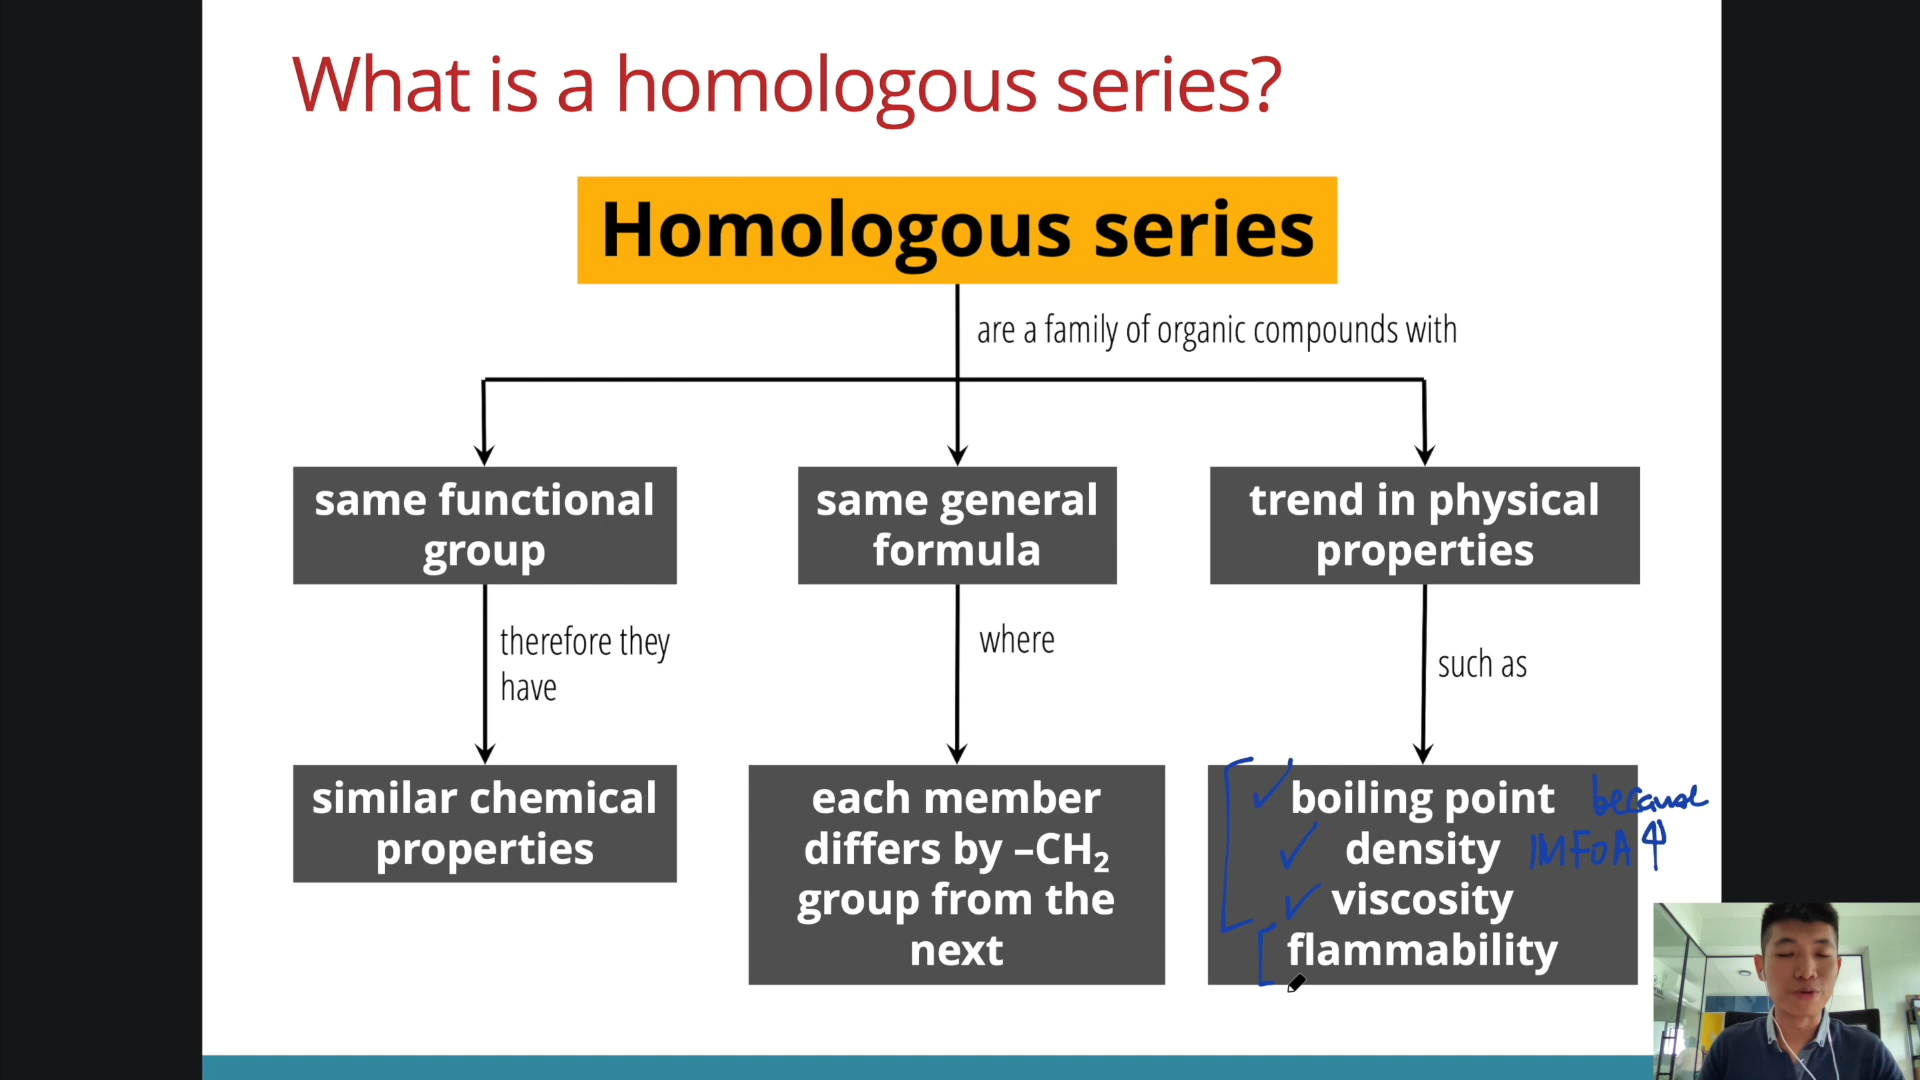 What is a homologous series?
Homologous series
are a family of organic compounds with
same functional
group
same general
formula
trend in physical
properties
therefore they
have
where
such as
similar chemical
properties
each member
differs by –CH₂
group from the
next
boiling point because
density IMFoA↑
viscosity
flammability